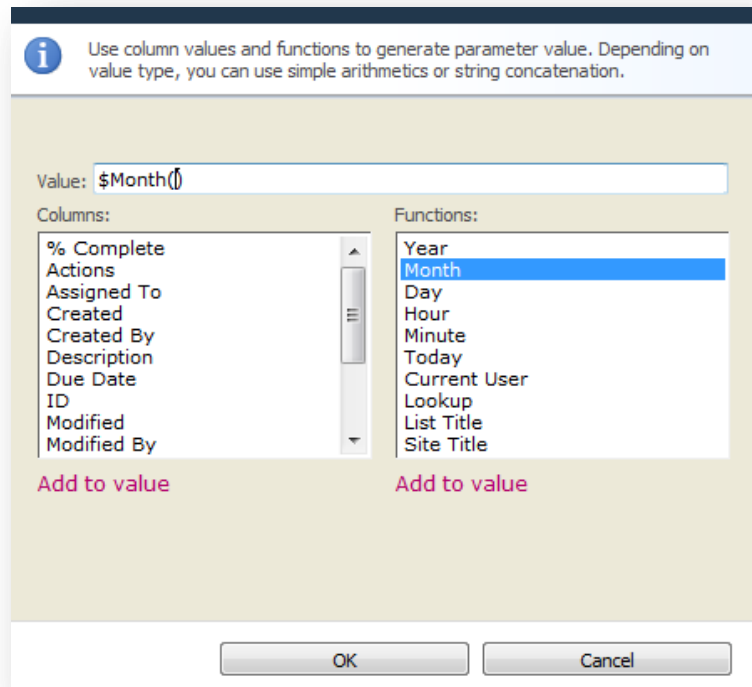 Use column values and functions to generate parameter value. Depending on
value type, you can use simple arithmetics or string concatenation.
Value: $Month()
Columns:
% Complete
Actions
Assigned To
Created
Created By
Description
Due Date
ID
Modified
Modified By
Add to value
Functions:
Year
Month
Day
Hour
Minute
Today
Current User
Lookup
List Title
Site Title
Add to value
OK
Cancel